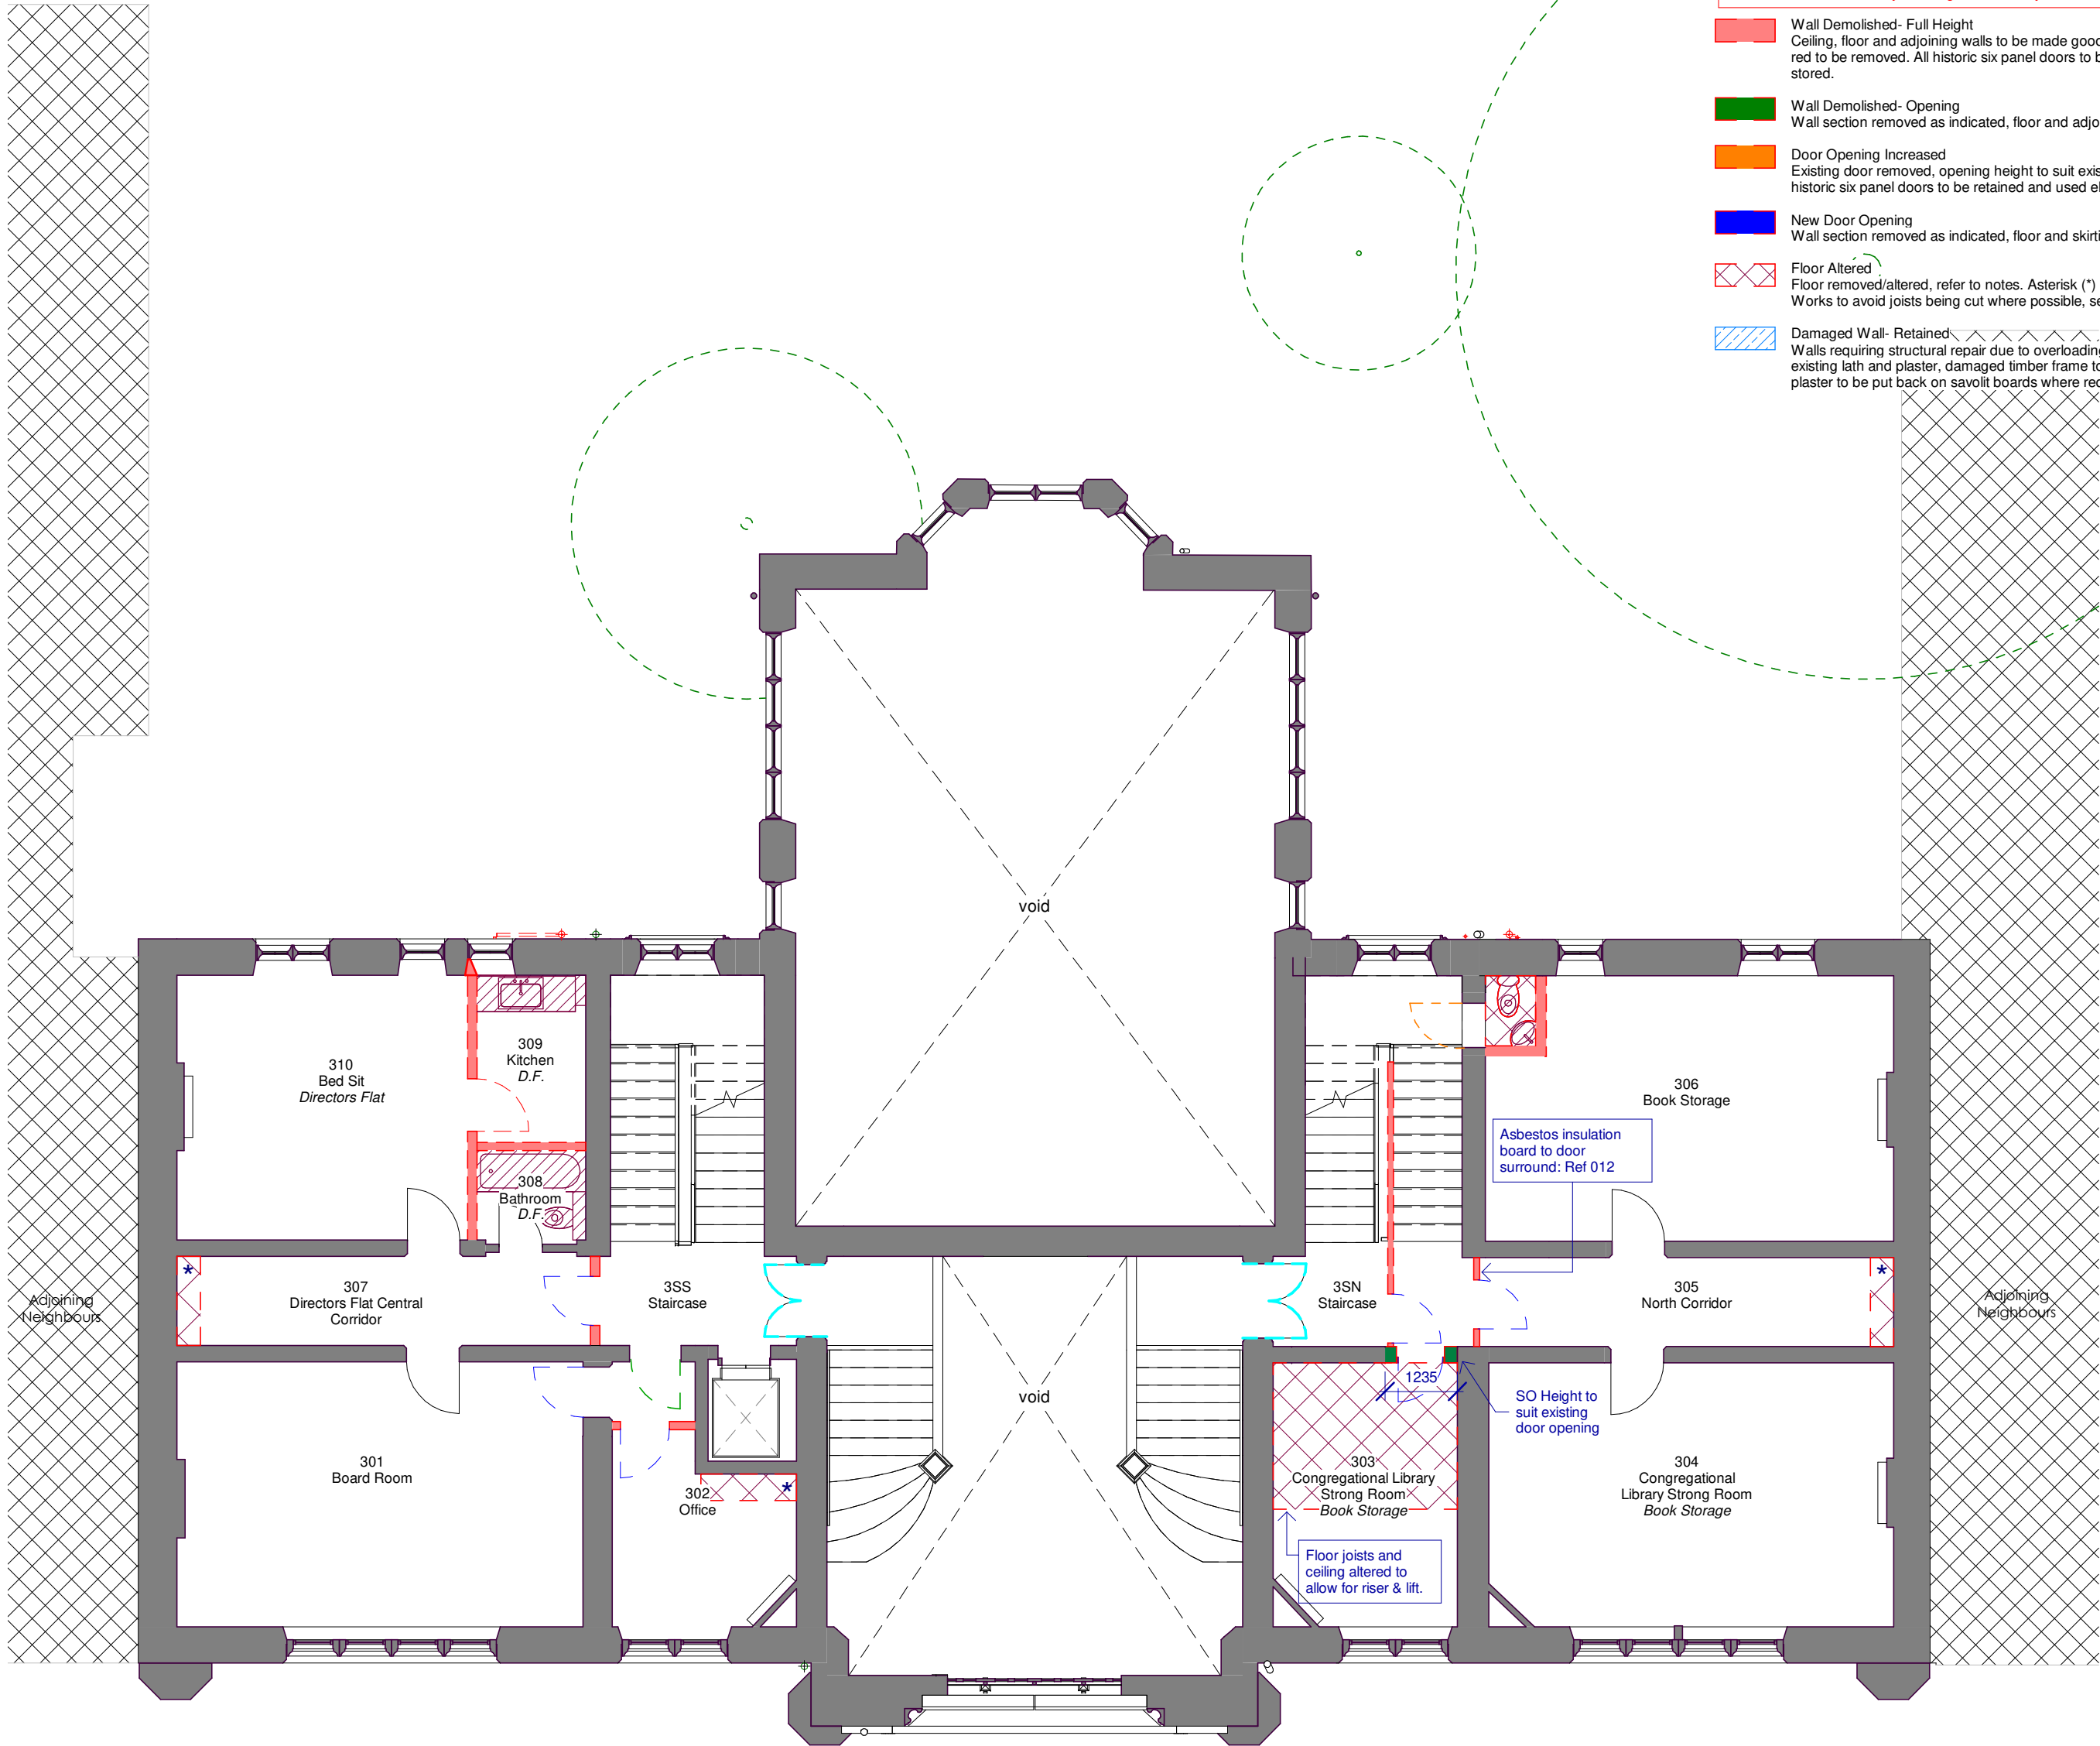 Wall Demolished- Full Height
Ceiling, floor and adjoining walls to be made good
red to be removed. All historic six panel doors to
stored.
Wall Demolished- Opening
Wall section removed as indicated, floor and
Door Opening Increased
Existing door removed, opening height to suit
historic six panel doors to be retained and used
New Door Opening
Wall section removed as indicated, floor and
Floor Altered
Floor removed/altered, refer to notes. Asterisk (*)
Works to avoid joists being cut where possible,
Damaged Wall- Retained
Walls requiring structural repair due to overloading
existing lath and plaster, damaged timber frame
plaster to be put back on savolit boards where
void
310
Bed Sit
Directors Flat
309
Kitchen
D.F.
308
Bathroom
D.F.
306
Book Storage
Asbestos insulation
board to door
surround: Ref 012
*
307
Directors Flat Central
Corridor
3SS
Staircase
3SN
Staircase
305
North Corridor
*
Adjoining
Neighbours
Adjoining
Neighbours
void
1235
SO Height to
suit existing
door opening
301
Board Room
302
Office
*
303
Congregational Library
Strong Room
Book Storage
304
Congregational
Library Strong Room
Book Storage
Floor joists and
ceiling altered to
allow for riser & lift.